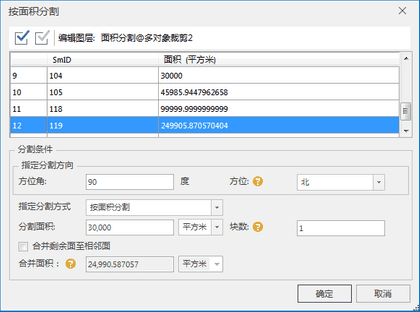 按面积分割
编辑图层: 面积分割@多对象裁剪2
SmID 面积 (平方米)
9 104 30000
10 105 45985.9447962658
11 118 99999.9999999999
12 119 249905.870570404
分割条件
指定分割方向
方位角: 90 度 方位: ? 北
指定分割方式 按面积分割
分割面积: 30,000 平方米 块数: ? 1
合并剩余面至相邻面
合并面积: ? 24,990.587057 平方米
确定 取消